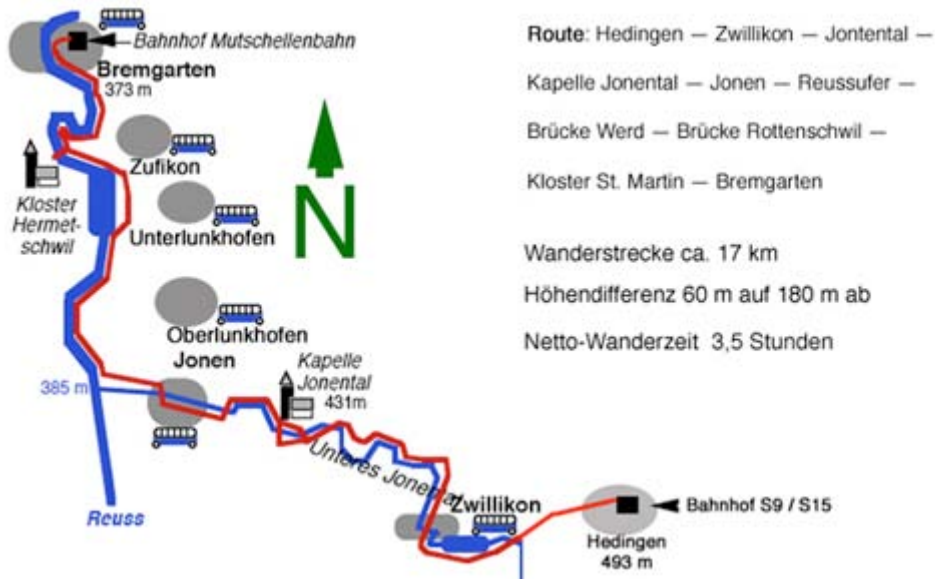 Bahnhof Mutschellenbahn
Bremgarten
373 m
Zufikon
Kloster
Hermet-
schwil
Unterlunkhofen
N
Oberlunkhofen
Jonen
Kapelle
Jonental
431m
385 m
Unteres Jonental
Reuss
Zwillikon
Bahnhof S9 / S15
Hedingen
493 m
Route: Hedingen — Zwillikon — Jontental —
Kapelle Jonental — Jonen — Reussufer —
Brücke Werd — Brücke Rottenschwil —
Kloster St. Martin — Bremgarten
Wanderstrecke ca. 17 km
Höhendifferenz 60 m auf 180 m ab
Netto-Wanderzeit 3,5 Stunden